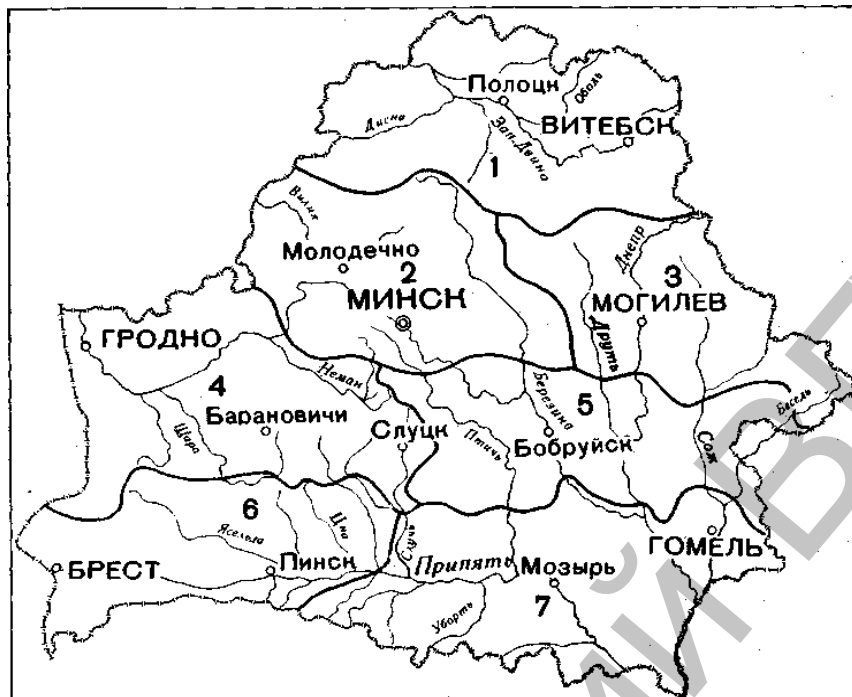 Полоцк
Оболь
Дисна
Зап. Двина
ВИТЕБСК
1
Вилия
Днепр
Молодечно
2
3
МИНСК
МОГИЛЕВ
ГРОДНО
Друть
4
Неман
Березина
5
Беседь
Щара
Барановичи
Слуцк
Птичь
Бобруйск
Сож
6
Ясельда
Цна
Случь
ГОМЕЛЬ
БРЕСТ
Пинск
Припять
Мозырь
7
Уборть
ИЙ ВГ